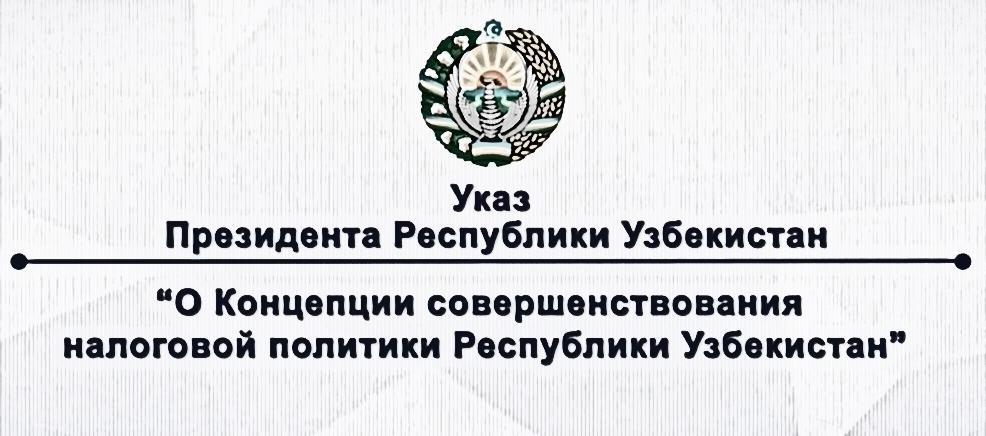 Указ
Президента Республики Узбекистан
“О Концепции совершенствования
налоговой политики Республики Узбекистан”